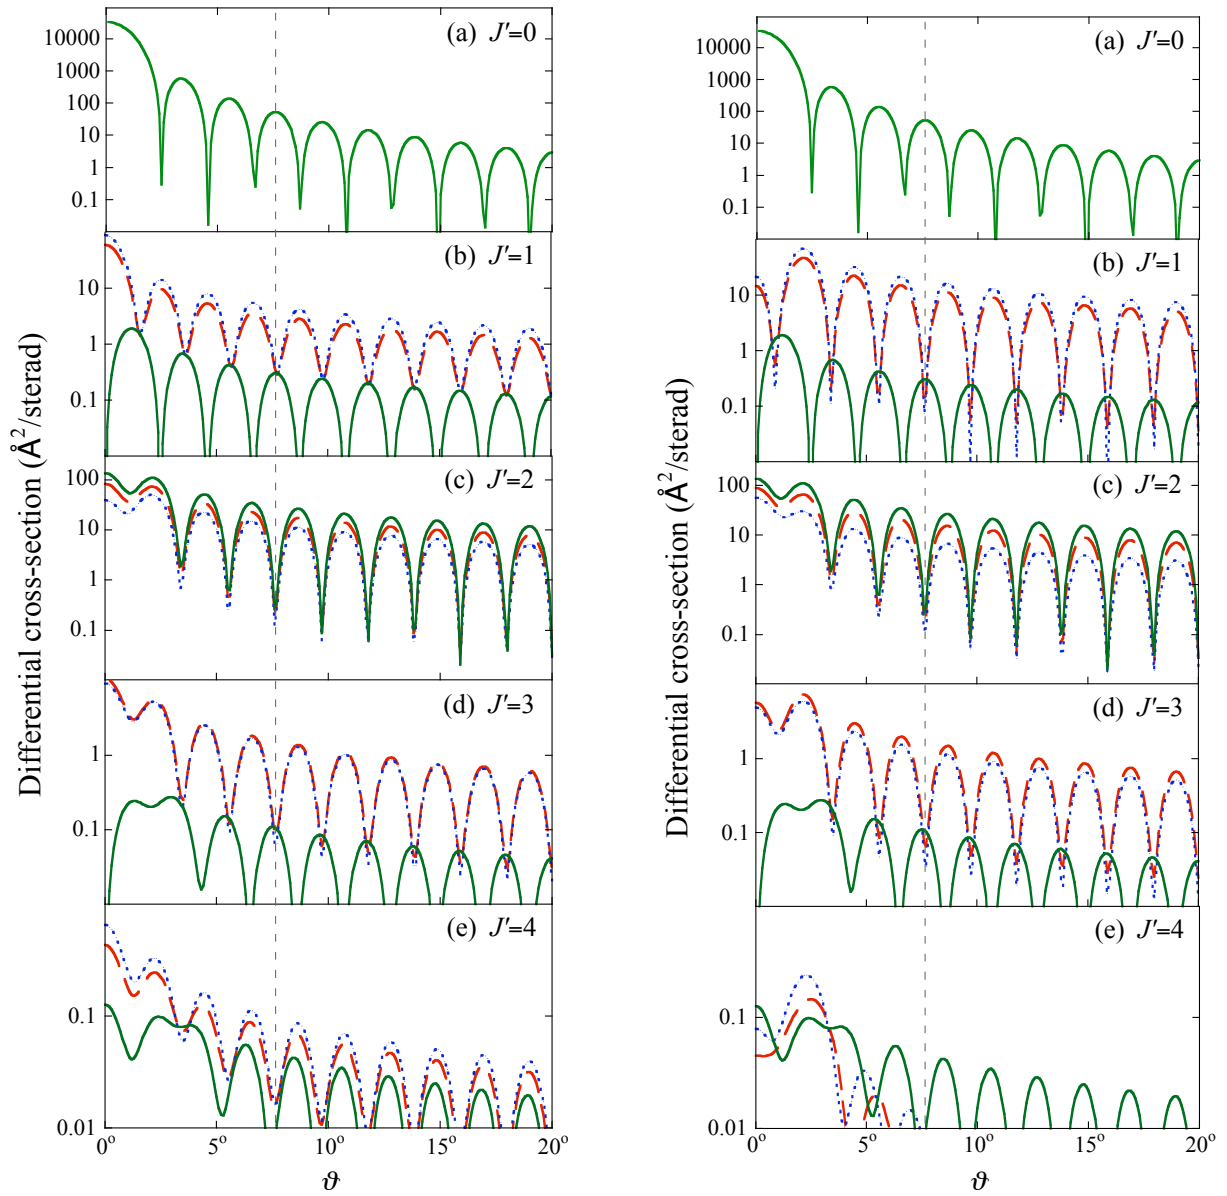 Differential cross-section (Å²/sterad)
(a) J′=0
10000
1000
100
10
1
0.1
(b) J′=1
10
1
0.1
(c) J′=2
100
10
1
0.1
(d) J′=3
1
0.1
(e) J′=4
0.1
0.01
0° 5° 10° 15° 20°
ϑ
Differential cross-section (Å²/sterad)
(a) J′=0
10000
1000
100
10
1
0.1
(b) J′=1
10
1
0.1
(c) J′=2
100
10
1
0.1
(d) J′=3
1
0.1
(e) J′=4
0.1
0.01
0° 5° 10° 15° 20°
ϑ